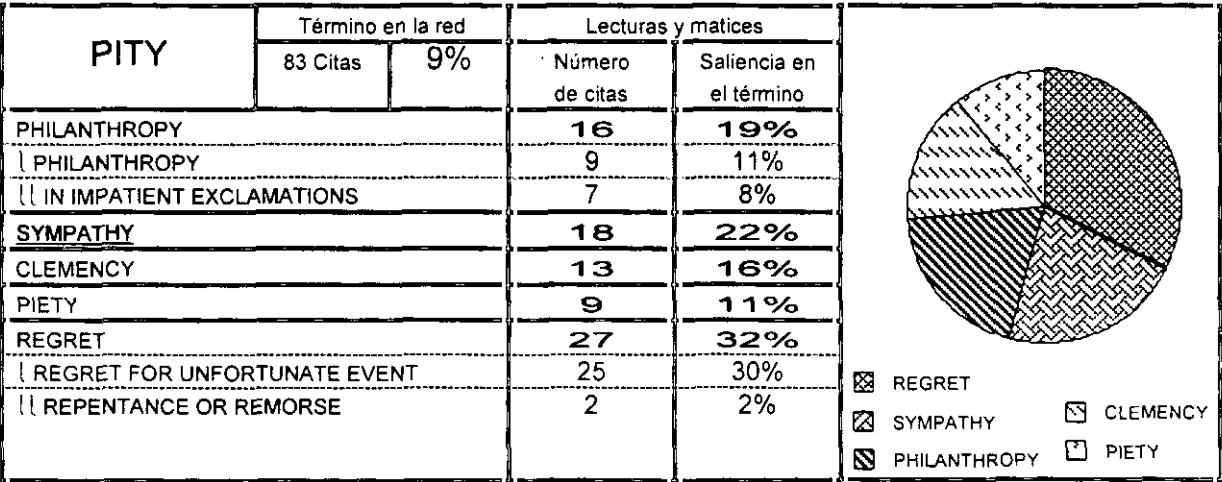 PITY
Término en la red
83 Citas 9%
Lecturas y matices
Número de citas
Saliencia en el término
PHILANTHROPY 16 19%
PHILANTHROPY 9 11%
IN IMPATIENT EXCLAMATIONS 7 8%
SYMPATHY 18 22%
CLEMENCY 13 16%
PIETY 9 11%
REGRET 27 32%
REGRET FOR UNFORTUNATE EVENT 25 30%
REPENTANCE OR REMORSE 2 2%
REGRET
SYMPATHY
PHILANTHROPY
CLEMENCY
PIETY